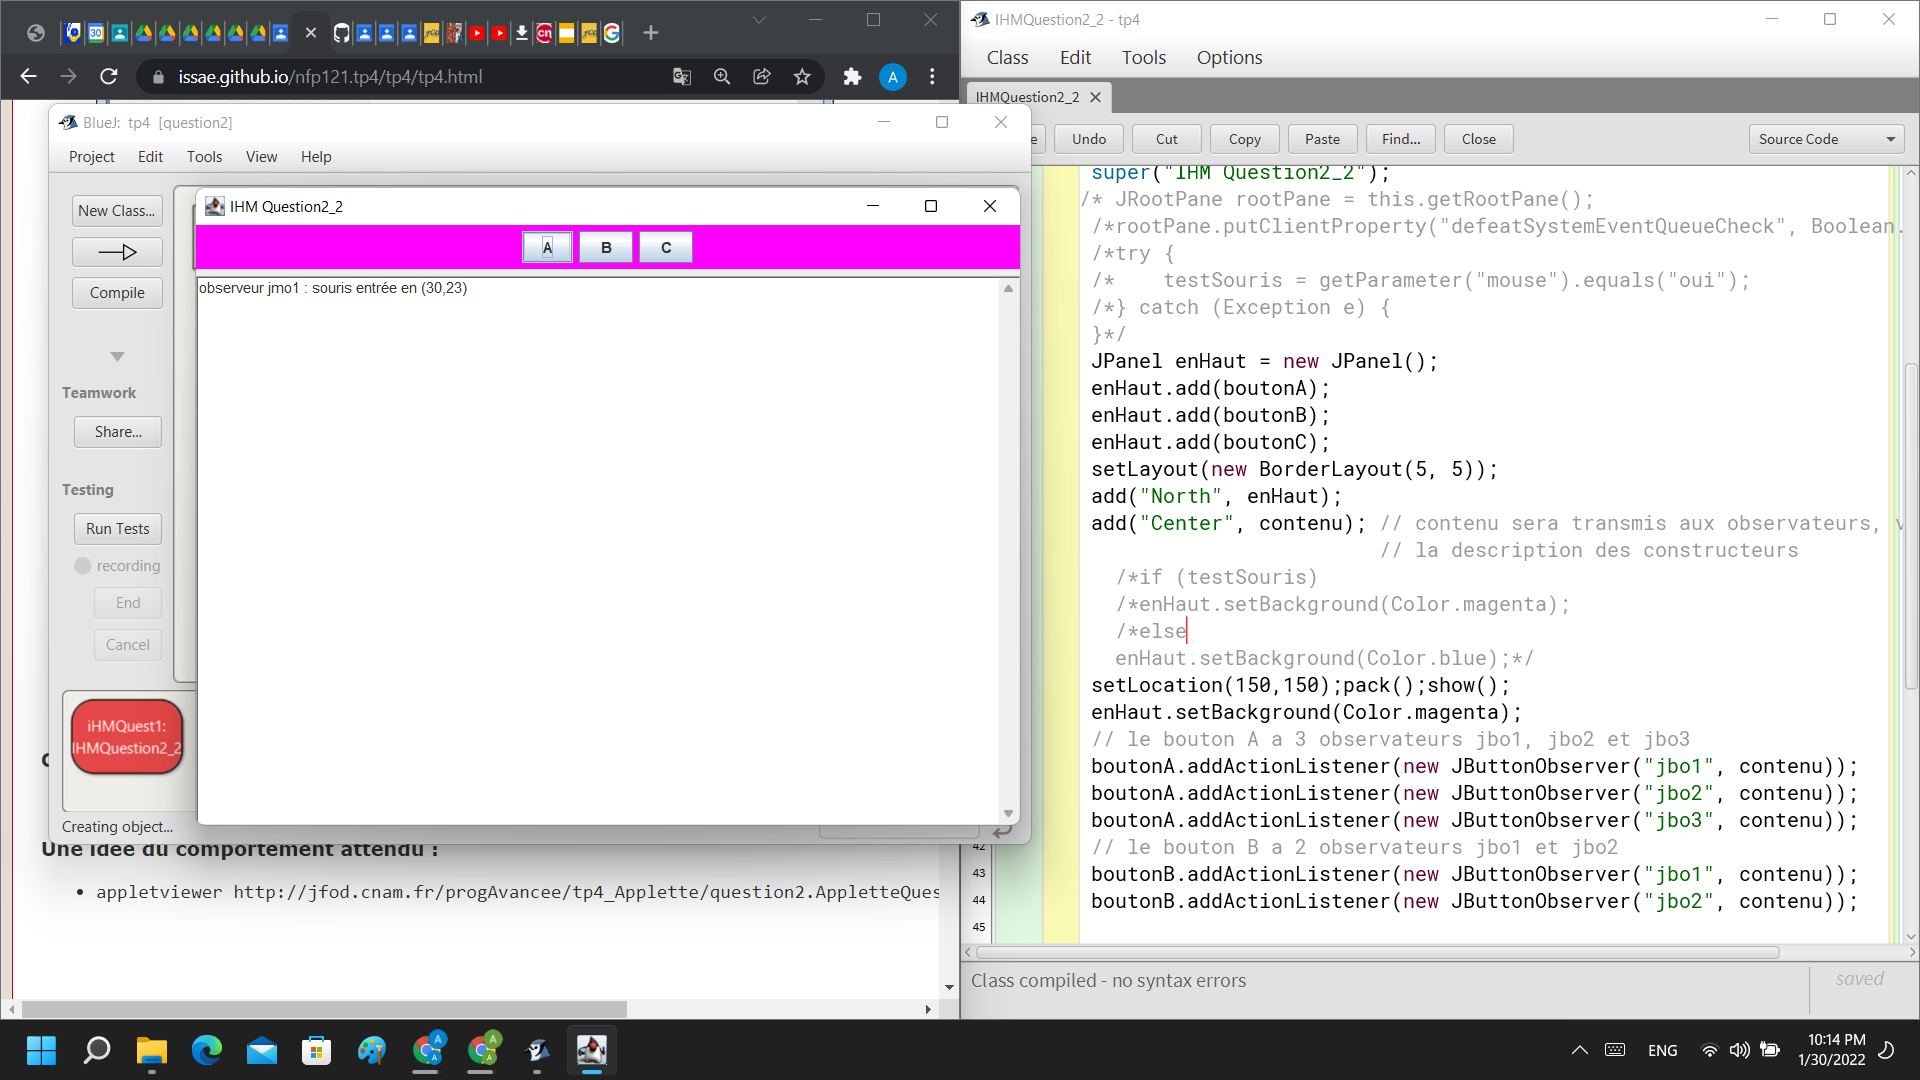 issae.github.io/nfp121.tp4/tp4/tp4.html
A
BlueJ: tp4 [question2]
Project Edit Tools View Help
New Class...
Compile
Teamwork
Share...
Testing
Run Tests
recording
End
Cancel
iHMQuest1:
IHMQuestion2_2
Creating object...
IHM Question2_2
A B C
observeur jmo1 : souris entrée en (30,23)
Une idée du comportement attendu :
• appletviewer http://jfod.cnam.fr/progAvancee/tp4_Applette/question2.AppletteQues
IHMQuestion2_2 - tp4
Class Edit Tools Options
IHMQuestion2_2
Undo Cut Copy Paste Find... Close Source Code
super("IHM Question2_2");
/* JRootPane rootPane = this.getRootPane();
/*rootPane.putClientProperty("defeatSystemEventQueueCheck", Boolean.
/*try {
/* testSouris = getParameter("mouse").equals("oui");
/*} catch (Exception e) {
}*/
JPanel enHaut = new JPanel();
enHaut.add(boutonA);
enHaut.add(boutonB);
enHaut.add(boutonC);
setLayout(new BorderLayout(5, 5));
add("North", enHaut);
add("Center", contenu); // contenu sera transmis aux observateurs, v
// la description des constructeurs
/*if (testSouris)
/*enHaut.setBackground(Color.magenta);
/*else
enHaut.setBackground(Color.blue);*/
setLocation(150,150);pack();show();
enHaut.setBackground(Color.magenta);
// le bouton A a 3 observateurs jbo1, jbo2 et jbo3
boutonA.addActionListener(new JButtonObserver("jbo1", contenu));
boutonA.addActionListener(new JButtonObserver("jbo2", contenu));
boutonA.addActionListener(new JButtonObserver("jbo3", contenu));
42 // le bouton B a 2 observateurs jbo1 et jbo2
43 boutonB.addActionListener(new JButtonObserver("jbo1", contenu));
44 boutonB.addActionListener(new JButtonObserver("jbo2", contenu));
45
Class compiled - no syntax errors
saved
ENG
10:14 PM
1/30/2022